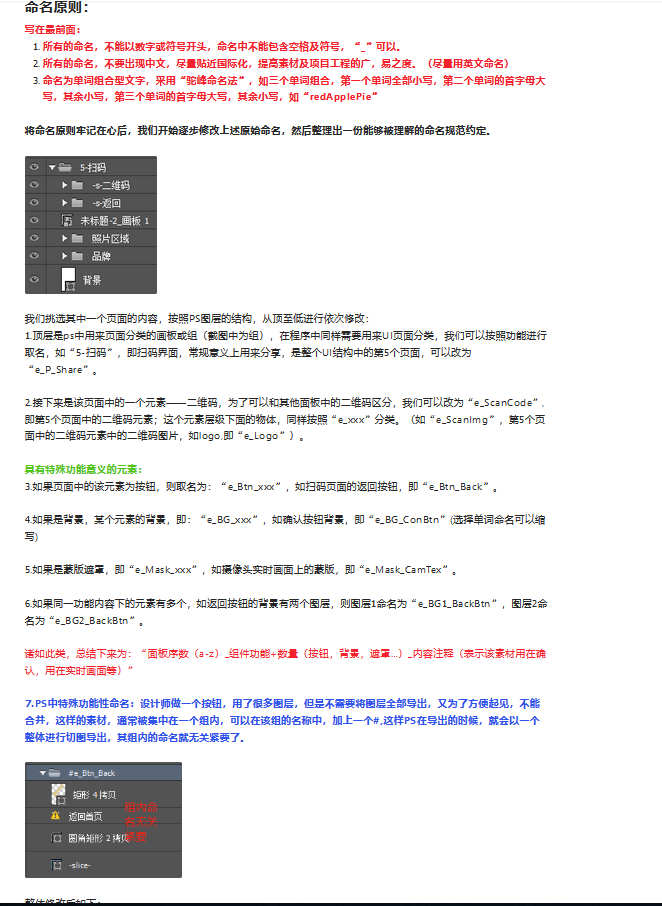 命名原则：
写在最前面：
1. 所有的命名，不能以数字或符号开头，命名中不能包含空格及符号，“_”可以。
2. 所有的命名，不要出现中文，尽量贴近国际化，提高素材及项目工程的广，易之度。（尽量用英文命名）
3. 命名为单词组合型文字，采用“驼峰命名法”，如三个单词组合，第一个单词全部小写，第二个单词的首字母大
写，其余小写，第三个单词的首字母大写，其余小写，如“redApplePie”
将命名原则牢记在心后，我们开始逐步修改上述原始命名，然后整理出一份能够被理解的命名规范约定。
5-扫码
-s-二维码
-s-返回
未标题-2_画板 1
照片区域
品牌
背景
我们挑选其中一个页面的内容，按照PS图层的结构，从顶至低进行依次修改：
1.顶层是ps中用来页面分类的画板或组（截图中为组），在程序中同样需要用来UI页面分类，我们可以按照功能进行
取名，如“5-扫码”，即扫码界面，常规意义上用来分享，是整个UI结构中的第5个页面，可以改为
“e_P_Share”。
2.接下来是该页面中的一个元素——二维码，为了可以和其他面板中的二维码区分，我们可以改为“e_ScanCode”，
即第5个页面中的二维码元素；这个元素层级下面的物体，同样按照“e_xxx”分类。（如“e_ScanImg”，第5个页
面中的二维码元素中的二维码图片，如logo,即“e_Logo”）。
具有特殊功能意义的元素：
3.如果页面中的该元素为按钮，则取名为：“e_Btn_xxx”，如扫码页面的返回按钮，即“e_Btn_Back”。
4.如果是背景，某个元素的背景，即：“e_BG_xxx”，如确认按钮背景，即“e_BG_ConBtn”(选择单词命名可以缩
写)
5.如果是蒙版遮罩，即“e_Mask_xxx”，如摄像头实时画面上的蒙版，即“e_Mask_CamTex”。
6.如果同一功能内容下的元素有多个，如返回按钮的背景有两个图层，则图层1命名为“e_BG1_BackBtn”，图层2命
名为“e_BG2_BackBtn”。
诸如此类，总结下来为：“面板序数（a-z）_组件功能+数量（按钮，背景，遮罩...）_内容注释（表示该素材用在确
认，用在实时画面等）”
7.PS中特殊功能性命名：设计师做一个按钮，用了很多图层，但是不需要将图层全部导出，又为了方便起见，不能
合并，这样的素材，通常被集中在一个组内，可以在该组的名称中，加上一个#,这样PS在导出的时候，就会以一个
整体进行切图导出，其组内的命名就无关紧要了。
#e_Btn_Back
矩形 4 拷贝
返回首页
圆角矩形 2 拷贝
-slice-
组内命
名无关
紧要
整体修改后如下：